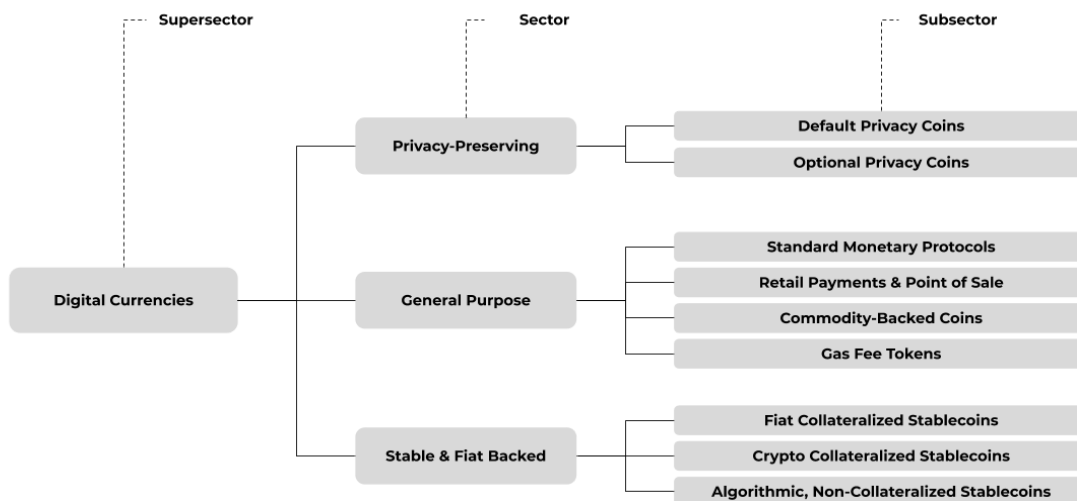 Supersector
Sector
Subsector
Digital Currencies
Privacy-Preserving
Default Privacy Coins
Optional Privacy Coins
General Purpose
Standard Monetary Protocols
Retail Payments & Point of Sale
Commodity-Backed Coins
Gas Fee Tokens
Stable & Fiat Backed
Fiat Collateralized Stablecoins
Crypto Collateralized Stablecoins
Algorithmic, Non-Collateralized Stablecoins